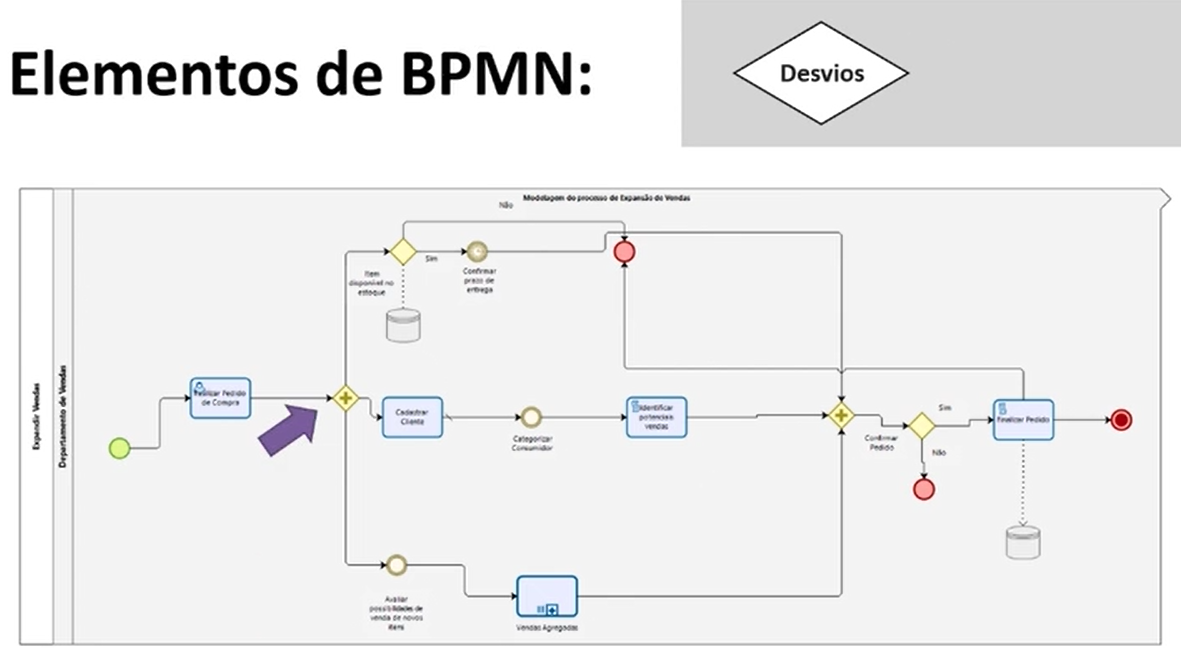 Elementos de BPMN:
Desvios
Modelagem do processo de Expansão de Vendas
Expandir Vendas
Departamento de Vendas
Não
Sim
Item
disponível no
estoque
Confirmar
prazo de
entrega
Realizar Pedido
de Compra
Cadastrar
Cliente
Categorizar
Consumidor
Identificar
potenciais
vendas
Confirmar
Pedido
Sim
Não
Finalizar Pedido
Avaliar
possibilidades de
venda de novos
itens
Vendas Agregadas